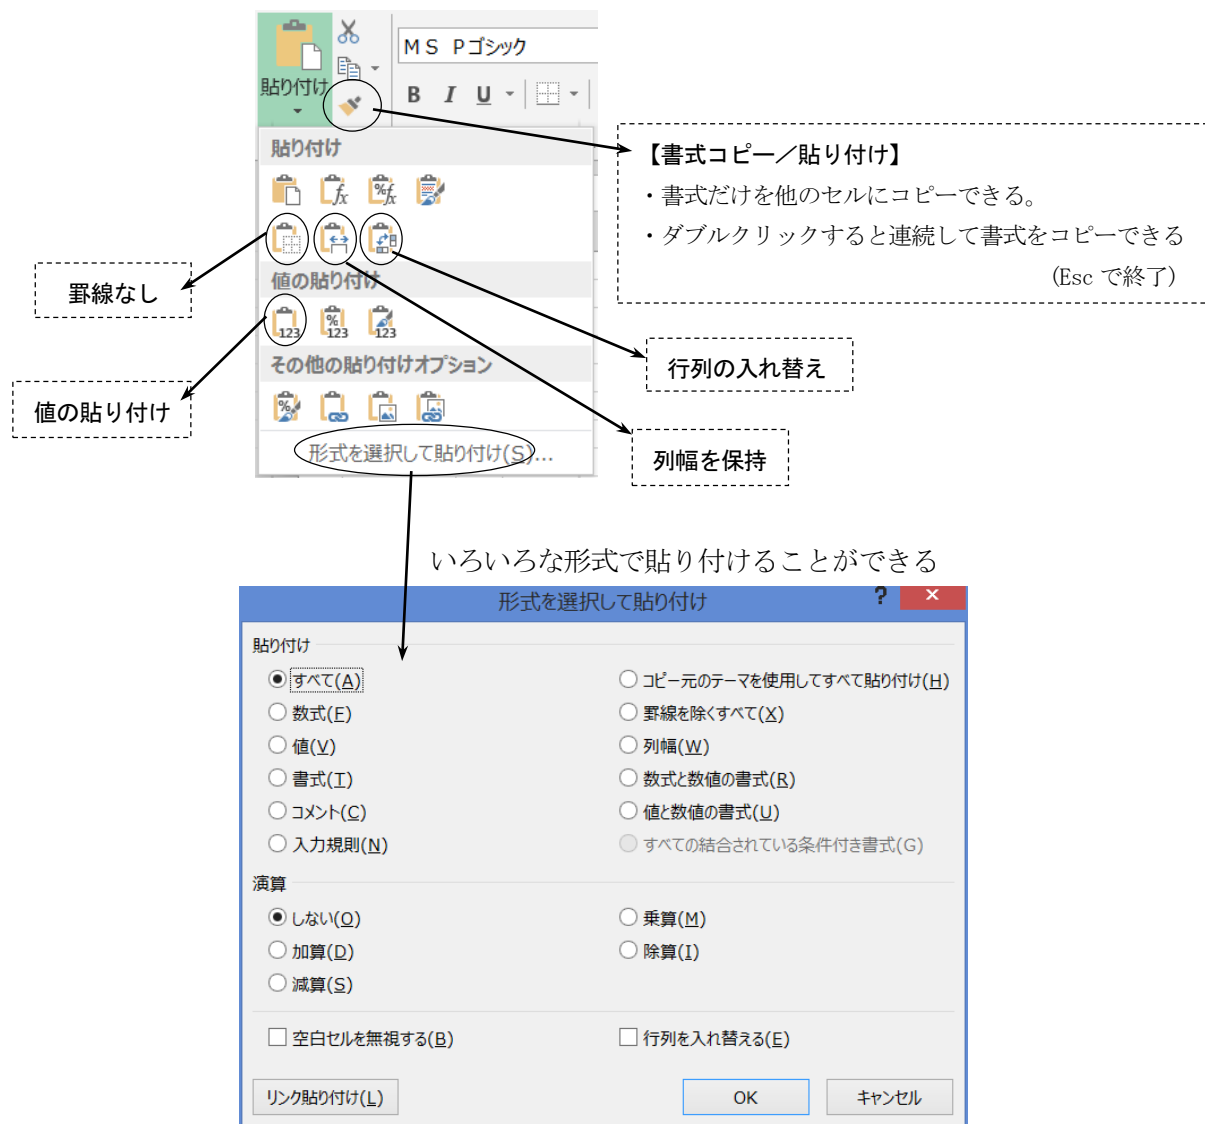 MS Pゴシック
貼り付け
B I U
貼り付け
【書式コピー／貼り付け】
・書式だけを他のセルにコピーできる。
・ダブルクリックすると連続して書式をコピーできる
(Esc で終了)
罫線なし
値の貼り付け
123 123 123
行列の入れ替え
その他の貼り付けオプション
値の貼り付け
列幅を保持
形式を選択して貼り付け(S)...
いろいろな形式で貼り付けることができる
形式を選択して貼り付け ? ×
貼り付け
すべて(A)
コピー元のテーマを使用してすべて貼り付け(H)
数式(F)
罫線を除くすべて(X)
値(V)
列幅(W)
書式(T)
数式と数値の書式(R)
コメント(C)
値と数値の書式(U)
入力規則(N)
すべての結合されている条件付き書式(G)
演算
しない(O)
乗算(M)
加算(D)
除算(I)
減算(S)
空白セルを無視する(B)
行列を入れ替える(E)
リンク貼り付け(L)
OK
キャンセル